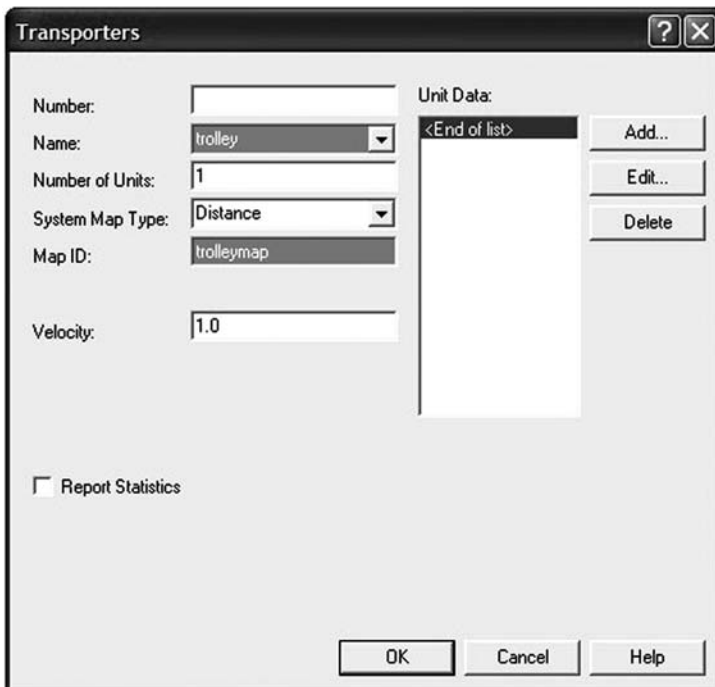 Transporters
Number:
Name: trolley
Number of Units: 1
System Map Type: Distance
Map ID: trolleymap
Velocity: 1.0
Report Statistics
Unit Data:
<End of list>
Add...
Edit...
Delete
OK Cancel Help